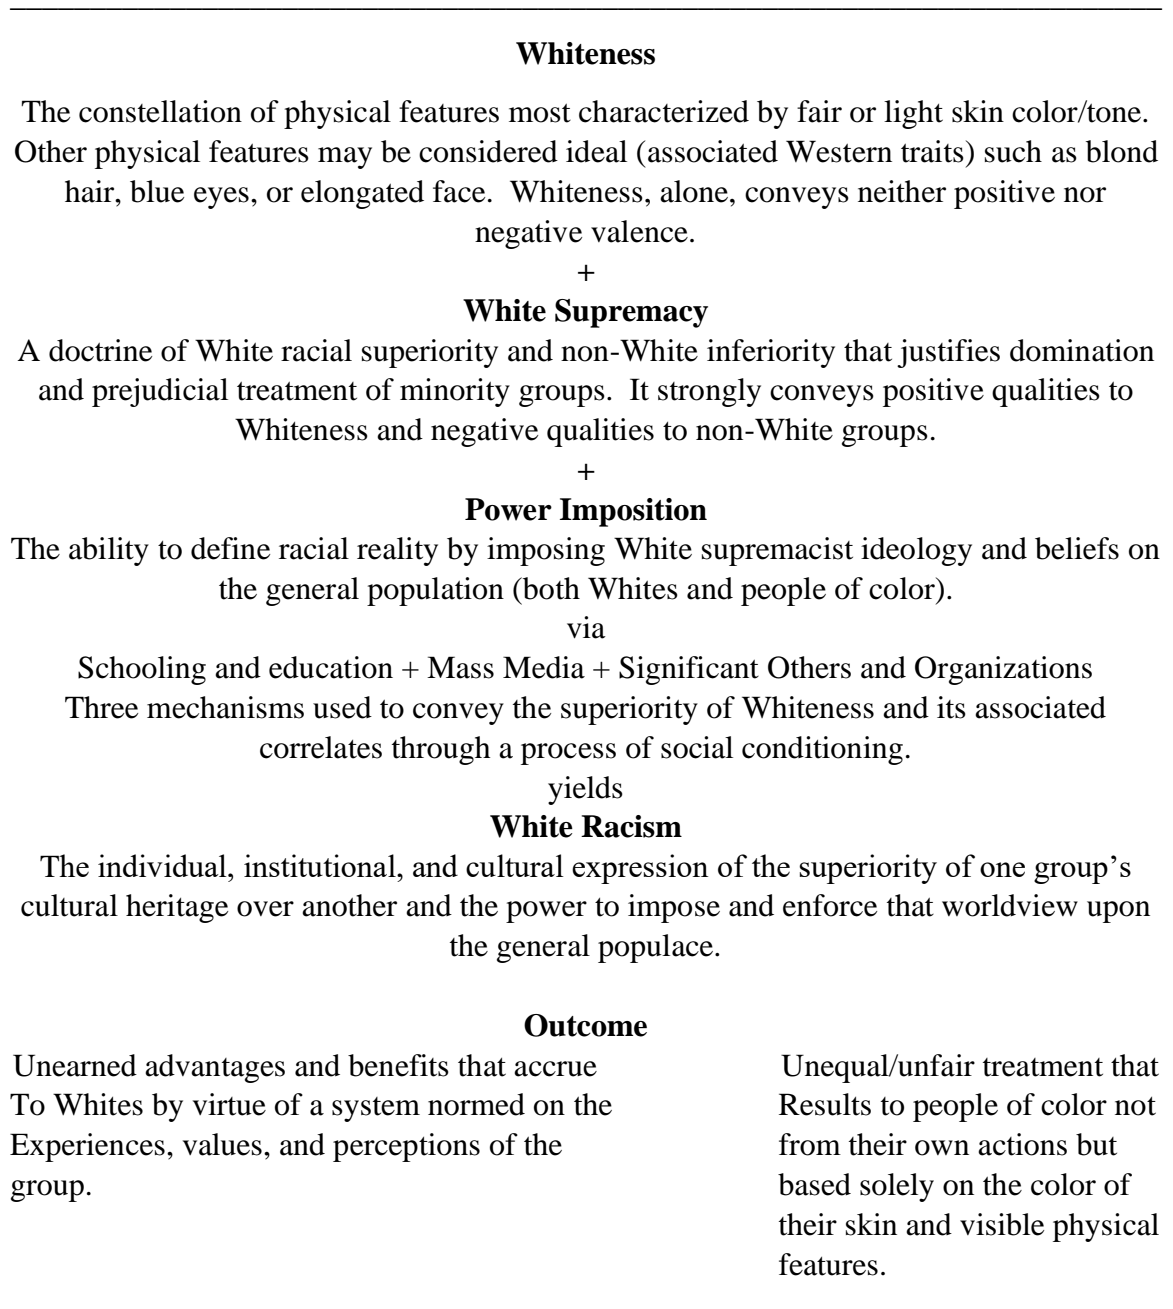 Whiteness
The constellation of physical features most characterized by fair or light skin color/tone.
Other physical features may be considered ideal (associated Western traits) such as blond
hair, blue eyes, or elongated face.  Whiteness, alone, conveys neither positive nor
negative valence.
+
White Supremacy
A doctrine of White racial superiority and non-White inferiority that justifies domination
and prejudicial treatment of minority groups.  It strongly conveys positive qualities to
Whiteness and negative qualities to non-White groups.
+
Power Imposition
The ability to define racial reality by imposing White supremacist ideology and beliefs on
the general population (both Whites and people of color).
via
Schooling and education + Mass Media + Significant Others and Organizations
Three mechanisms used to convey the superiority of Whiteness and its associated
correlates through a process of social conditioning.
yields
White Racism
The individual, institutional, and cultural expression of the superiority of one group’s
cultural heritage over another and the power to impose and enforce that worldview upon
the general populace.
Outcome
Unearned advantages and benefits that accrue
To Whites by virtue of a system normed on the
Experiences, values, and perceptions of the
group.
Unequal/unfair treatment that
Results to people of color not
from their own actions but
based solely on the color of
their skin and visible physical
features.